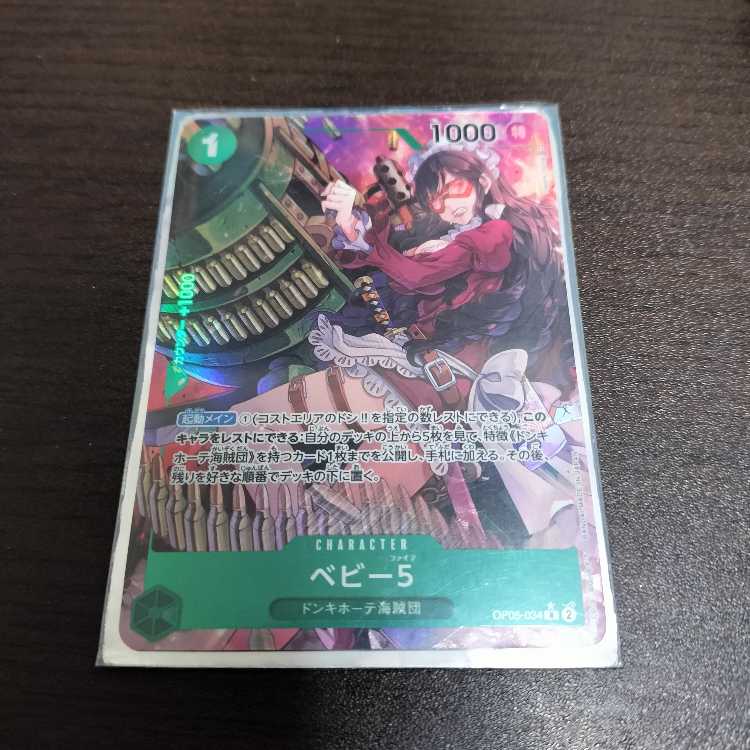 1
1000 特
カウンター +1000
起動メイン ①(コストエリアのドン!!を指定の数レストにできる),この
キャラをレストにできる:自分のデッキの上から5枚を見て、特徴《ドンキ
ホーテ海賊団》を持つカード1枚までを公開し、手札に加える。その後、
残りを好きな順番でデッキの下に置く。
CHARACTER
ファイブ
ベビー5
ドンキホーテ海賊団
OP05-034 ★ R 2